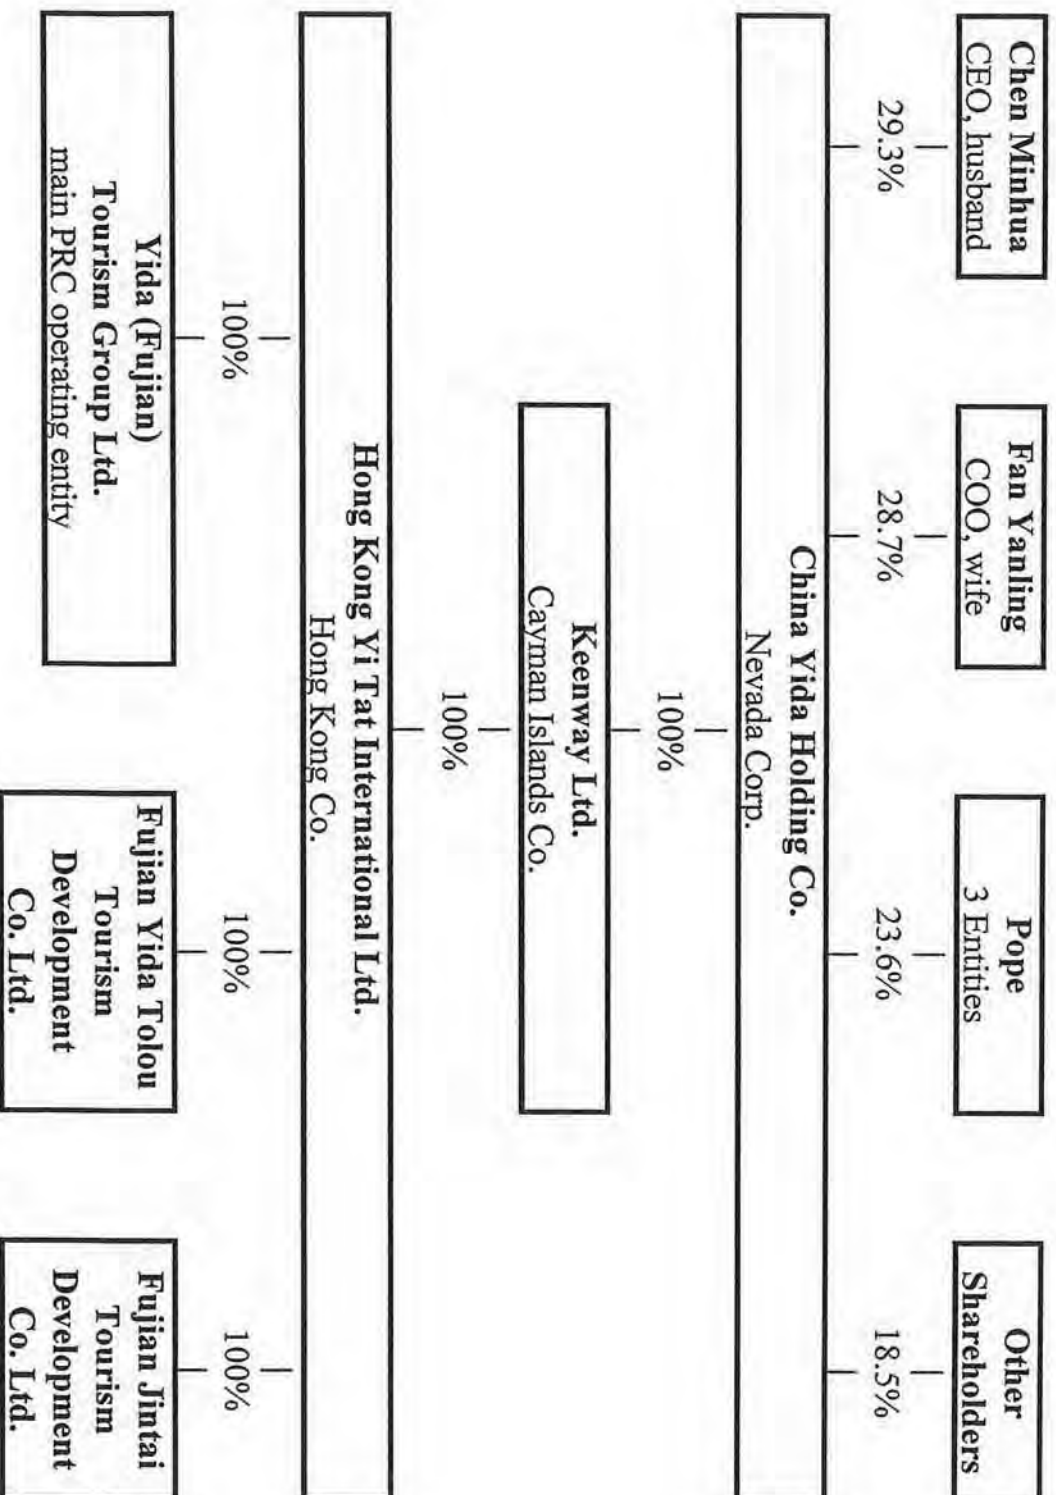 Chen Minhua
CEO, husband
Fan Yanling
COO, wife
Pope
3 Entities
Other
Shareholders
29.3%
28.7%
23.6%
18.5%
China Yida Holding Co.
Nevada Corp.
100%
Keenway Ltd.
Cayman Islands Co.
100%
Hong Kong Yi Tat International Ltd.
Hong Kong Co.
100%
100%
100%
Yida (Fujian)
Tourism Group Ltd.
main PRC operating entity
Fujian Yida Tolou
Tourism
Development
Co. Ltd.
Fujian Jintai
Tourism
Development
Co. Ltd.